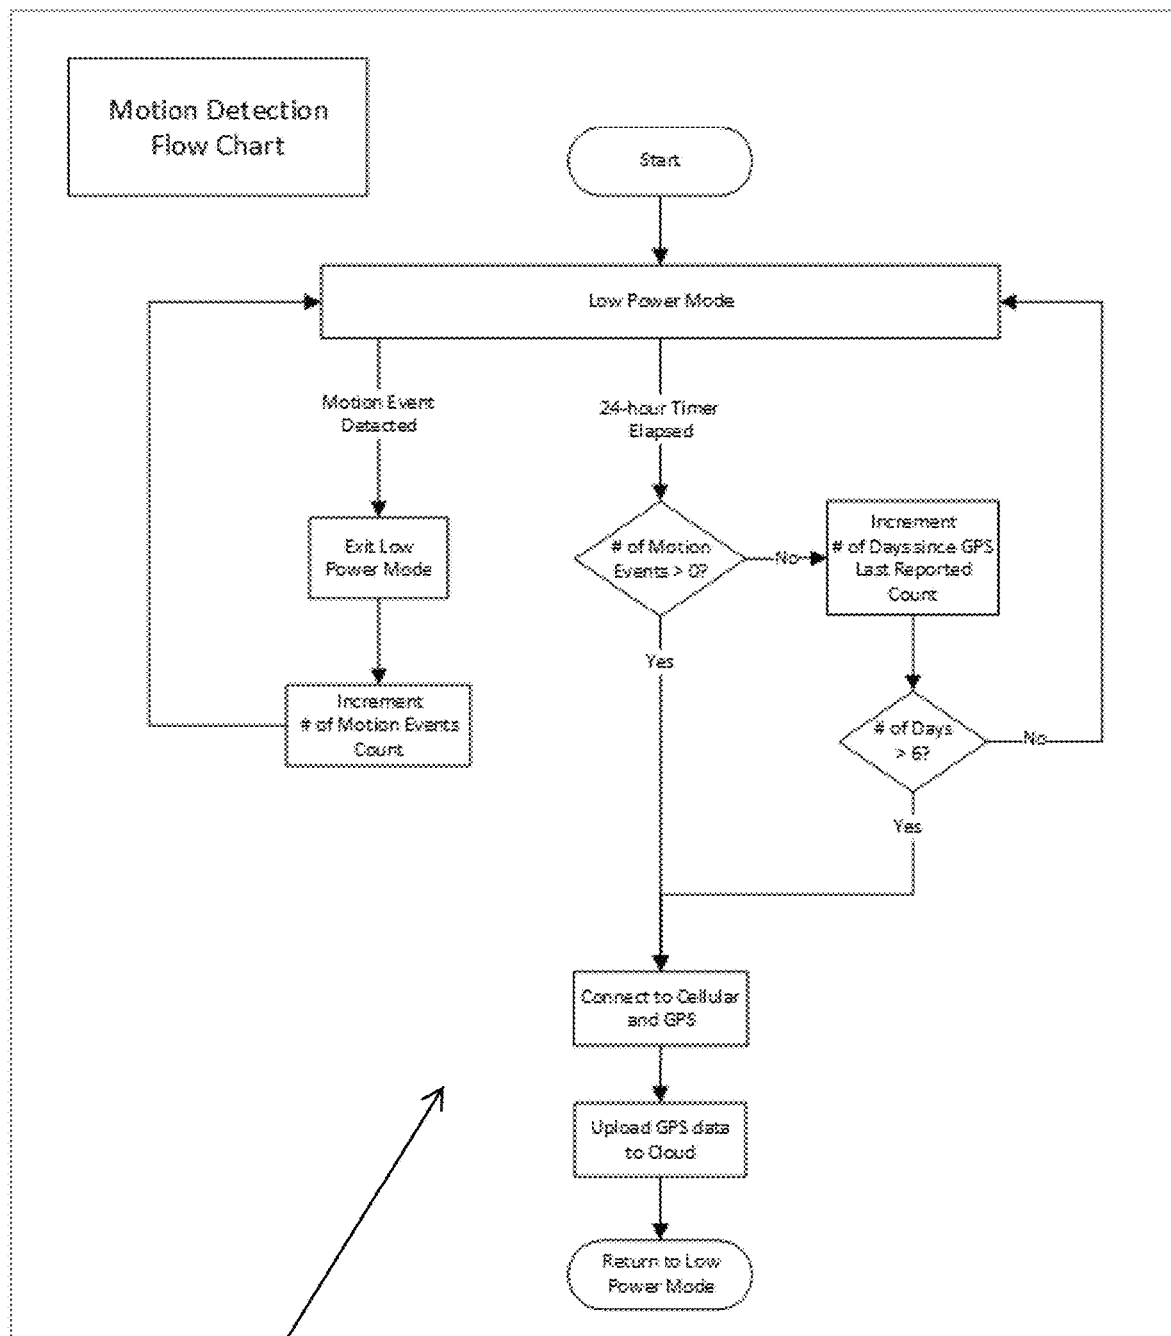 Motion Detection
Flow Chart
Start
Low Power Mode
Motion Event
Detected
24-hour Timer
Elapsed
Exit Low
Power Mode
# of Motion
Events > 0?
No
Increment
# of Days since GPS
Last Reported
Count
Yes
Increment
# of Motion Events
Count
# of Days
> 6?
No
Yes
Connect to Cellular
and GPS
Upload GPS data
to Cloud
Return to Low
Power Mode